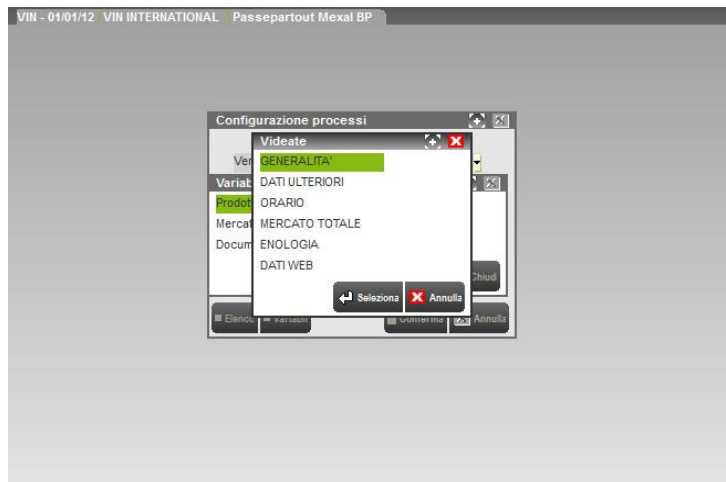 VIN - 01/01/12 VIN INTERNATIONAL Passepartout Mexal BP
Configurazione processi
Videate
GENERALITA'
DATI ULTERIORI
ORARIO
MERCATO TOTALE
ENOLOGIA
DATI WEB
Seleziona Annulla
Chiudi
Elenco Variabili Conferma Annulla